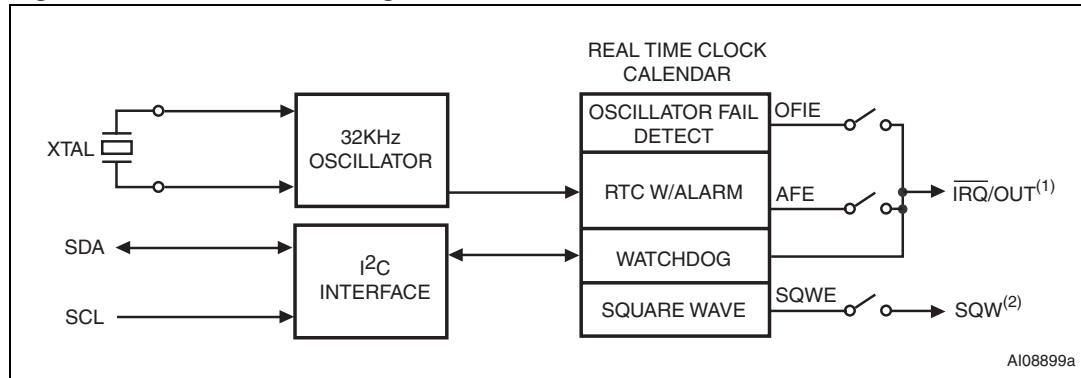 REAL TIME CLOCK
CALENDAR
XTAL
32KHz
OSCILLATOR
OSCILLATOR FAIL
DETECT
OFIE
RTC W/ALARM
AFE
IRQ/OUT(1)
SDA
SCL
I2C
INTERFACE
WATCHDOG
SQUARE WAVE
SQWE
SQW(2)
AI08899a